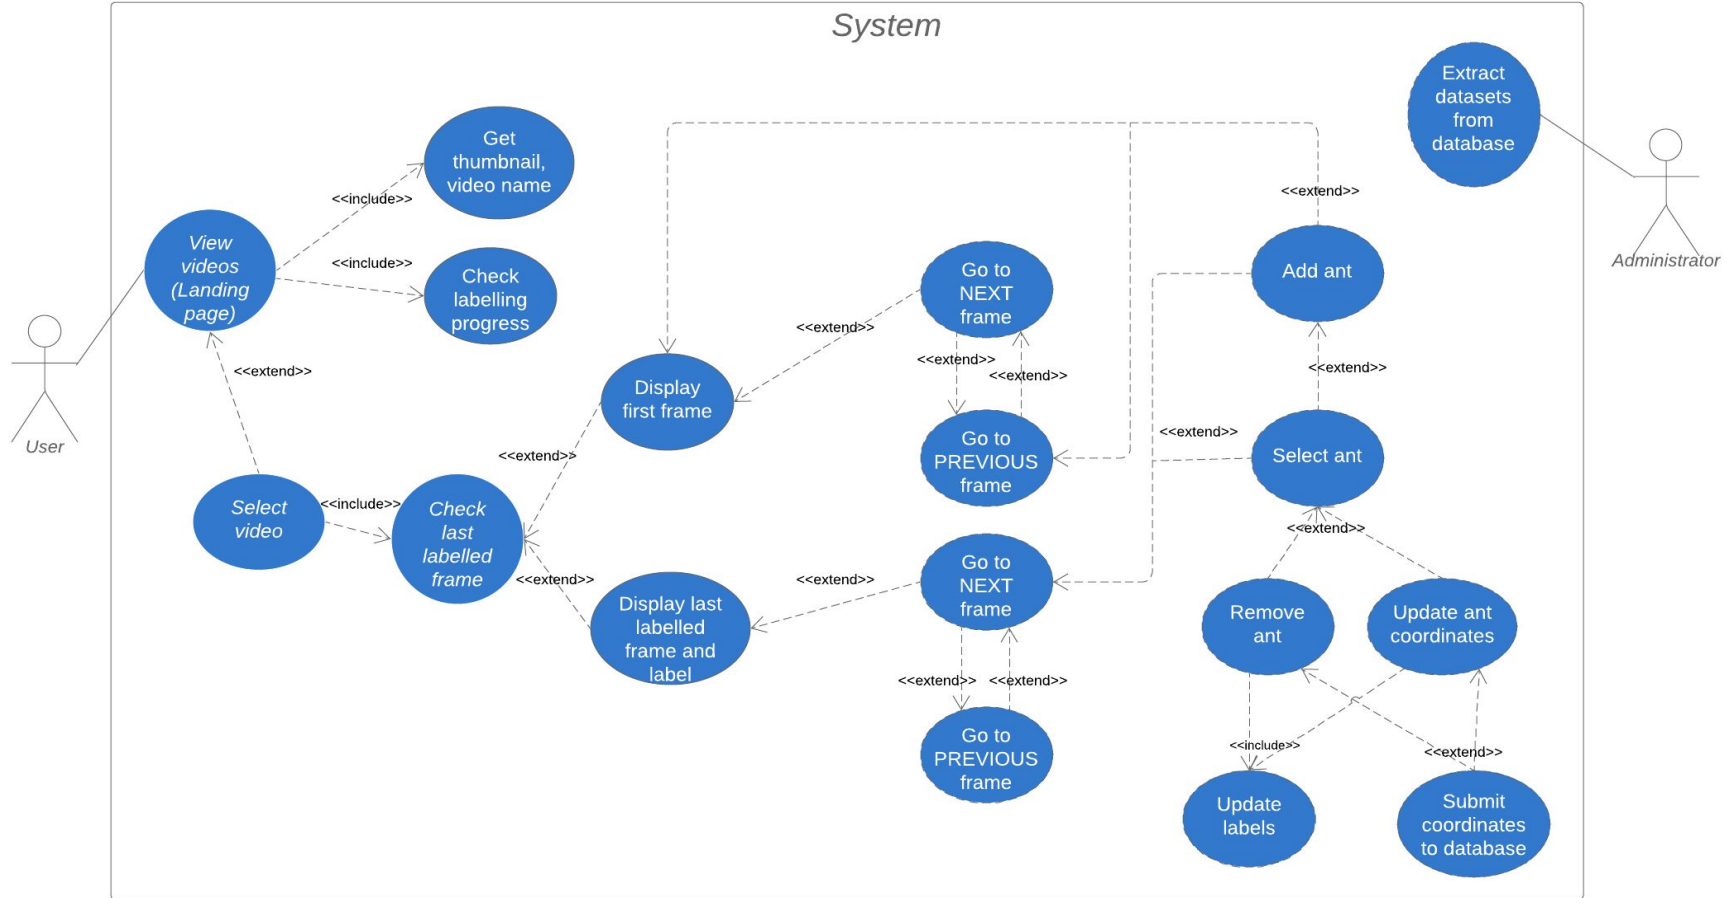 System
Extract
datasets
from
database
Get
thumbnail,
video name
<<include>>
<<extend>>
View
videos
(Landing
page)
<<include>>
Check
labelling
progress
Go to
NEXT
frame
Add ant
Administrator
User
<<extend>>
<<extend>>
<<extend>>
<<extend>>
<<extend>>
Display
first frame
Go to
PREVIOUS
frame
<<extend>>
Select ant
<<extend>>
Select
video
<<include>>
Check
last
labelled
frame
<<extend>>
<<extend>>
Display last
labelled
frame and
label
<<extend>>
Go to
NEXT
frame
Remove
ant
Update ant
coordinates
<<extend>>
<<extend>>
Go to
PREVIOUS
frame
<<include>>
<<extend>>
Update
labels
Submit
coordinates
to database